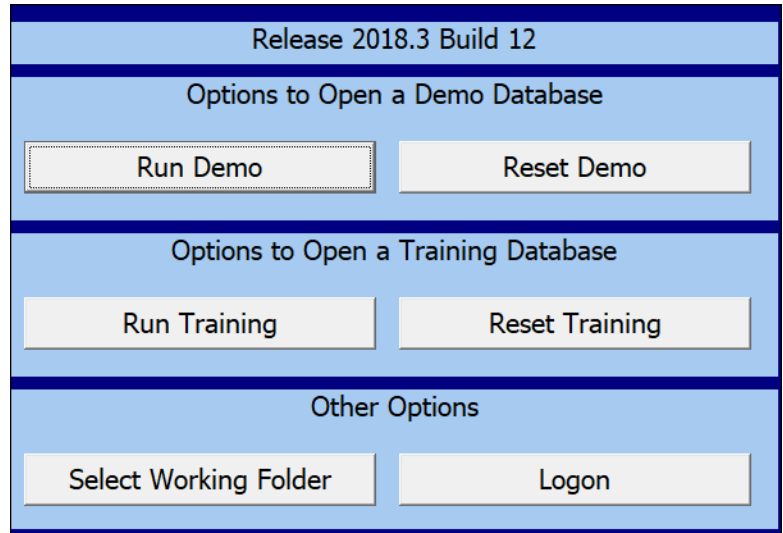 Release 2018.3 Build 12
Options to Open a Demo Database
Run Demo
Reset Demo
Options to Open a Training Database
Run Training
Reset Training
Other Options
Select Working Folder
Logon